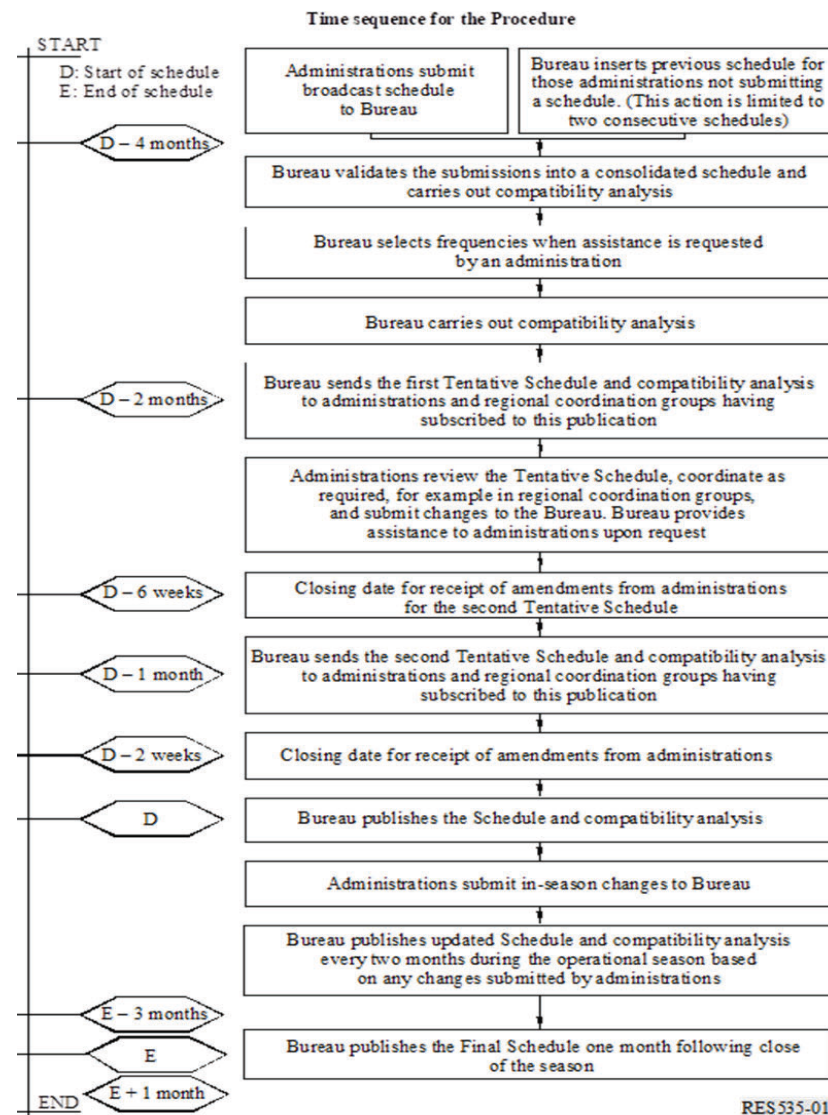 Time sequence for the Procedure
START
D: Start of schedule
E: End of schedule
Administrations submit
broadcast schedule
to Bureau
Bureau inserts previous schedule for
those administrations not submitting
a schedule. (This action is limited to
two consecutive schedules)
D – 4 months
Bureau validates the submissions into a consolidated schedule and
carries out compatibility analysis
Bureau selects frequencies when assistance is requested
by an administration
Bureau carries out compatibility analysis
D – 2 months
Bureau sends the first Tentative Schedule and compatibility analysis
to administrations and regional coordination groups having
subscribed to this publication
Administrations review the Tentative Schedule, coordinate as
required, for example in regional coordination groups,
and submit changes to the Bureau. Bureau provides
assistance to administrations upon request
D – 6 weeks
Closing date for receipt of amendments from administrations
for the second Tentative Schedule
D – 1 month
Bureau sends the second Tentative Schedule and compatibility analysis
to administrations and regional coordination groups having
subscribed to this publication
D – 2 weeks
Closing date for receipt of amendments from administrations
D
Bureau publishes the Schedule and compatibility analysis
Administrations submit in-season changes to Bureau
Bureau publishes updated Schedule and compatibility analysis
every two months during the operational season based
on any changes submitted by administrations
E – 3 months
E
Bureau publishes the Final Schedule one month following close
of the season
E + 1 month
END
RES535-01